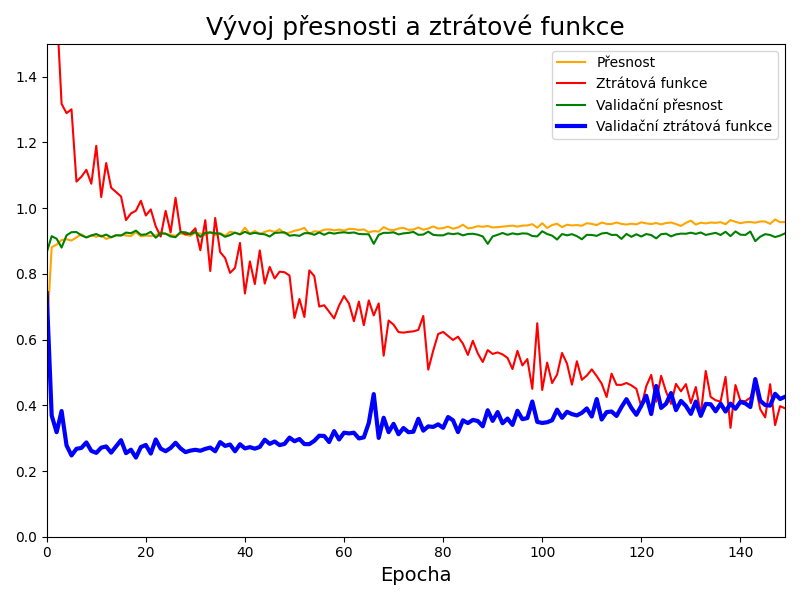 Vývoj přesnosti a ztrátové funkce
Přesnost
Ztrátová funkce
Validační přesnost
Validační ztrátová funkce
1.4
1.2
1.0
0.8
0.6
0.4
0.2
0.0
0 20 40 60 80 100 120 140
Epocha